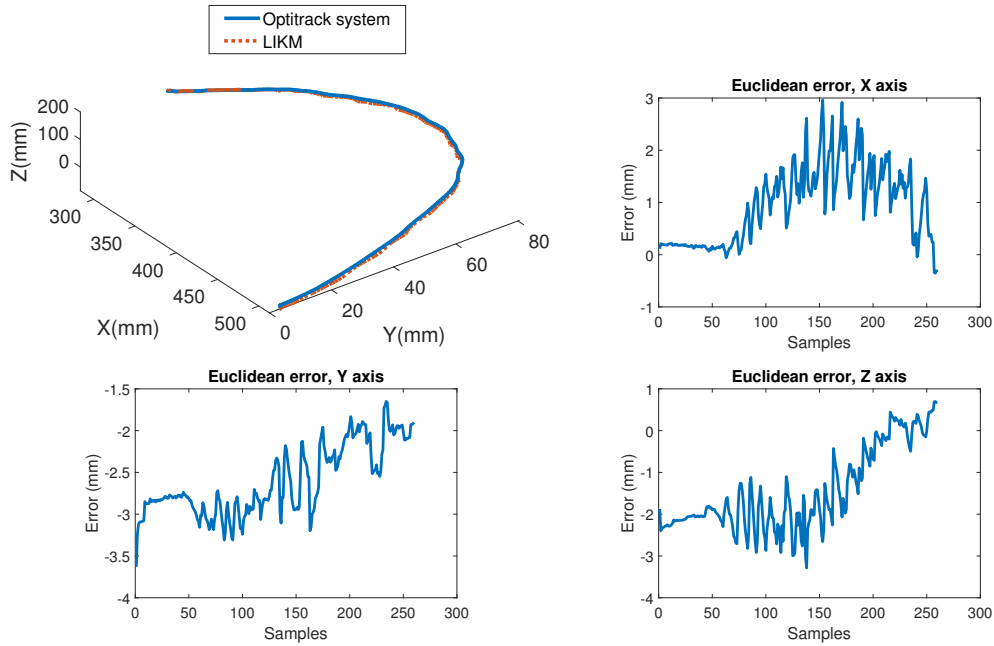 Optitrack system
LIKM
200
100
0
Z(mm)
300
350
400
450
500
X(mm)
0
20
40
60
80
Y(mm)
Euclidean error, X axis
3
2
1
0
-1
Error (mm)
0 50 100 150 200 250 300
Samples
Euclidean error, Y axis
-1.5
-2
-2.5
-3
-3.5
-4
Error (mm)
0 50 100 150 200 250 300
Samples
Euclidean error, Z axis
1
0
-1
-2
-3
-4
Error (mm)
0 50 100 150 200 250 300
Samples